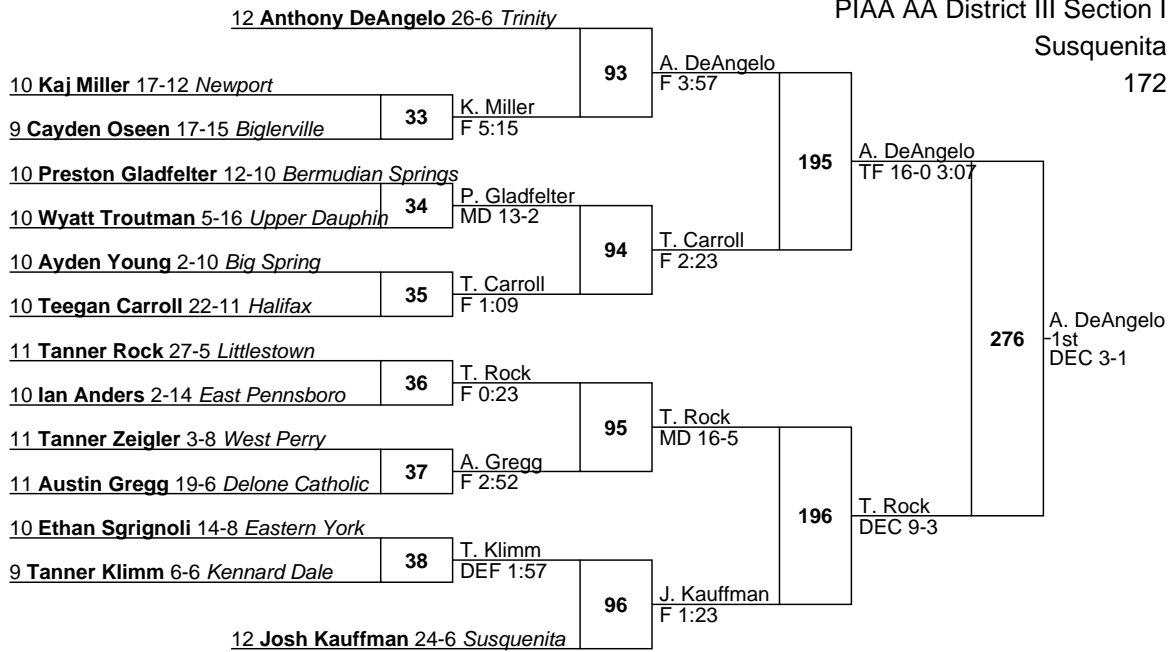 PIAA AA District III Section I
Susquenita
172
12 Anthony DeAngelo 26-6 Trinity
93
A. DeAngelo
F 3:57
10 Kaj Miller 17-12 Newport
33
K. Miller
F 5:15
9 Cayden Oseen 17-15 Biglerville
195
A. DeAngelo
TF 16-0 3:07
10 Preston Gladfelter 12-10 Bermudian Springs
34
P. Gladfelter
MD 13-2
10 Wyatt Troutman 5-16 Upper Dauphin
94
T. Carroll
F 2:23
10 Ayden Young 2-10 Big Spring
35
T. Carroll
F 1:09
10 Teegan Carroll 22-11 Halifax
276
A. DeAngelo
1st
DEC 3-1
11 Tanner Rock 27-5 Littlestown
36
T. Rock
F 0:23
10 Ian Anders 2-14 East Pennsboro
95
T. Rock
MD 16-5
11 Tanner Zeigler 3-8 West Perry
37
A. Gregg
F 2:52
11 Austin Gregg 19-6 Delone Catholic
196
T. Rock
DEC 9-3
10 Ethan Sgrignoli 14-8 Eastern York
38
T. Klimm
DEF 1:57
9 Tanner Klimm 6-6 Kennard Dale
96
J. Kauffman
F 1:23
12 Josh Kauffman 24-6 Susquenita